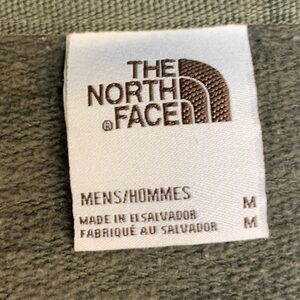 THE
NORTH
®FACE
MENS/HOMMES M
MADE IN ELSALVADOR M
FABRIQUÉ AU SALVADOR